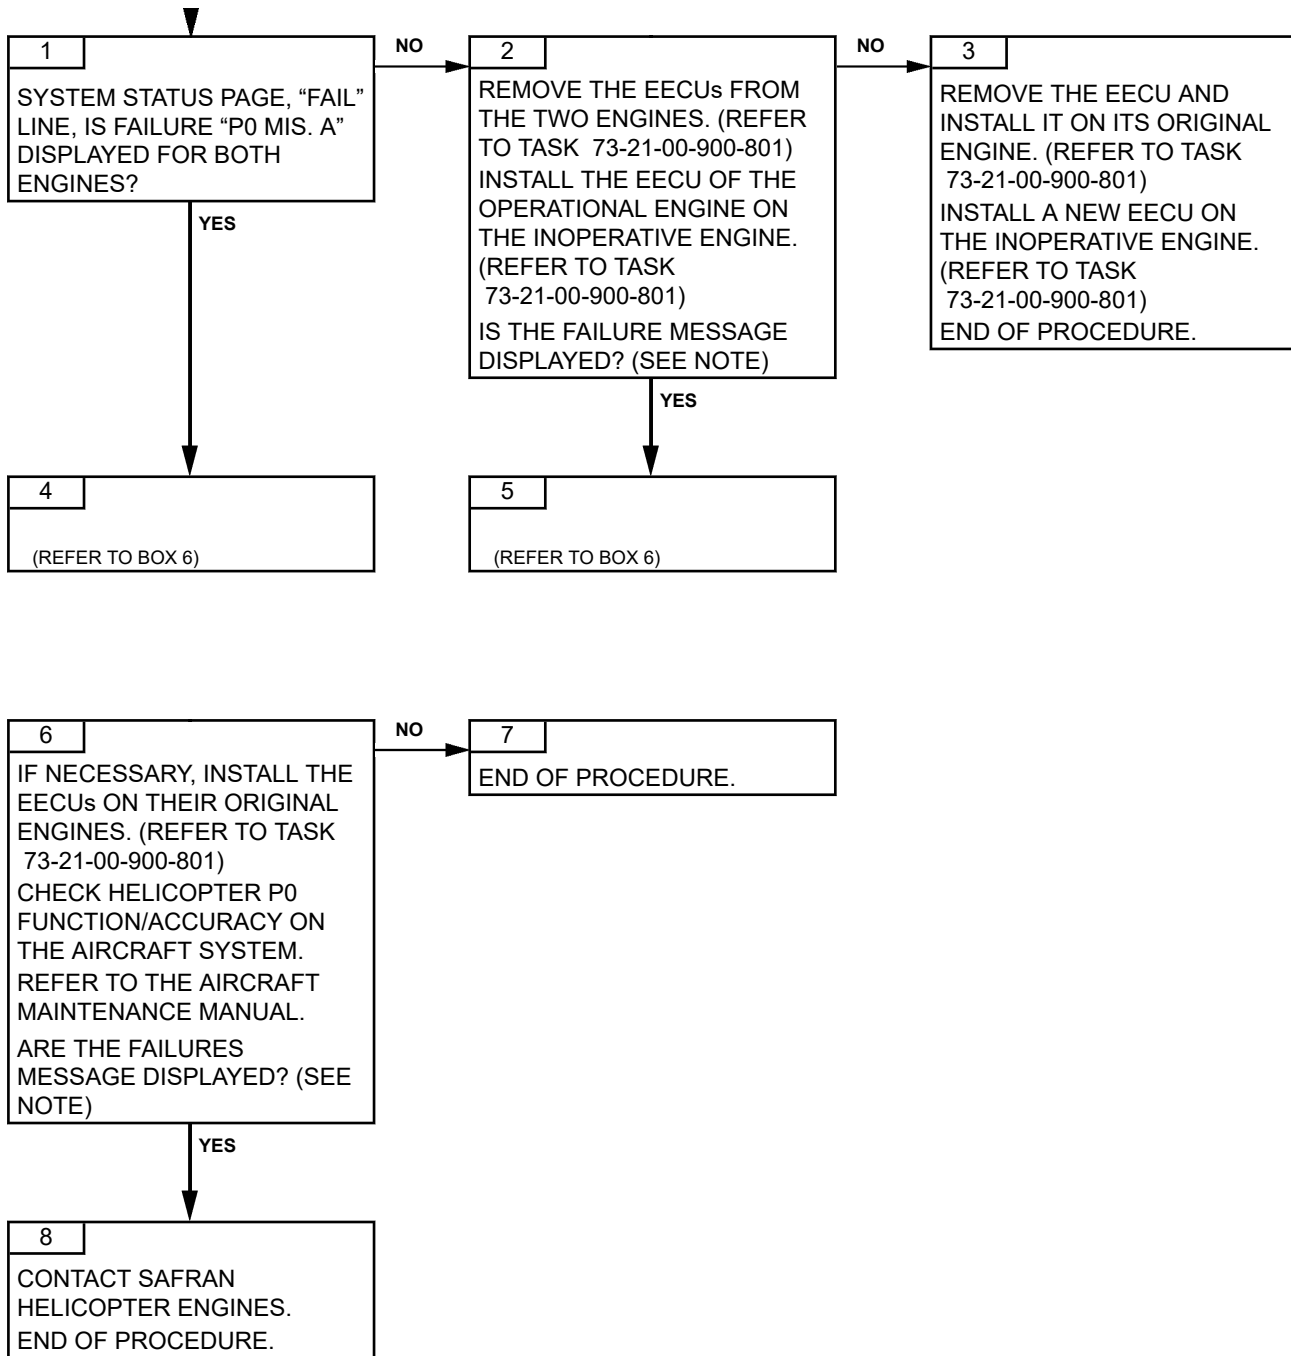 1
SYSTEM STATUS PAGE, “FAIL”
LINE, IS FAILURE “P0 MIS. A”
DISPLAYED FOR BOTH
ENGINES?
NO
YES
2
REMOVE THE EECUs FROM
THE TWO ENGINES. (REFER
TO TASK 73-21-00-900-801)
INSTALL THE EECU OF THE
OPERATIONAL ENGINE ON
THE INOPERATIVE ENGINE.
(REFER TO TASK
73-21-00-900-801)
IS THE FAILURE MESSAGE
DISPLAYED? (SEE NOTE)
NO
YES
3
REMOVE THE EECU AND
INSTALL IT ON ITS ORIGINAL
ENGINE. (REFER TO TASK
73-21-00-900-801)
INSTALL A NEW EECU ON
THE INOPERATIVE ENGINE.
(REFER TO TASK
73-21-00-900-801)
END OF PROCEDURE.
4
(REFER TO BOX 6)
5
(REFER TO BOX 6)
6
IF NECESSARY, INSTALL THE
EECUs ON THEIR ORIGINAL
ENGINES. (REFER TO TASK
73-21-00-900-801)
CHECK HELICOPTER P0
FUNCTION/ACCURACY ON
THE AIRCRAFT SYSTEM.
REFER TO THE AIRCRAFT
MAINTENANCE MANUAL.
ARE THE FAILURES
MESSAGE DISPLAYED? (SEE
NOTE)
NO
YES
7
END OF PROCEDURE.
8
CONTACT SAFRAN
HELICOPTER ENGINES.
END OF PROCEDURE.